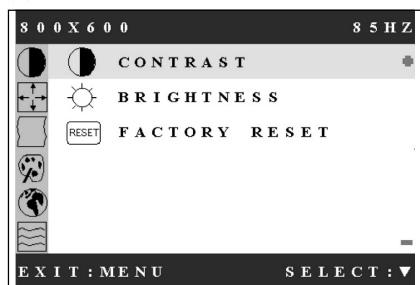 800X600 85HZ
CONTRAST
BRIGHTNESS
RESET FACTORY RESET
EXIT:MENU SELECT:▼